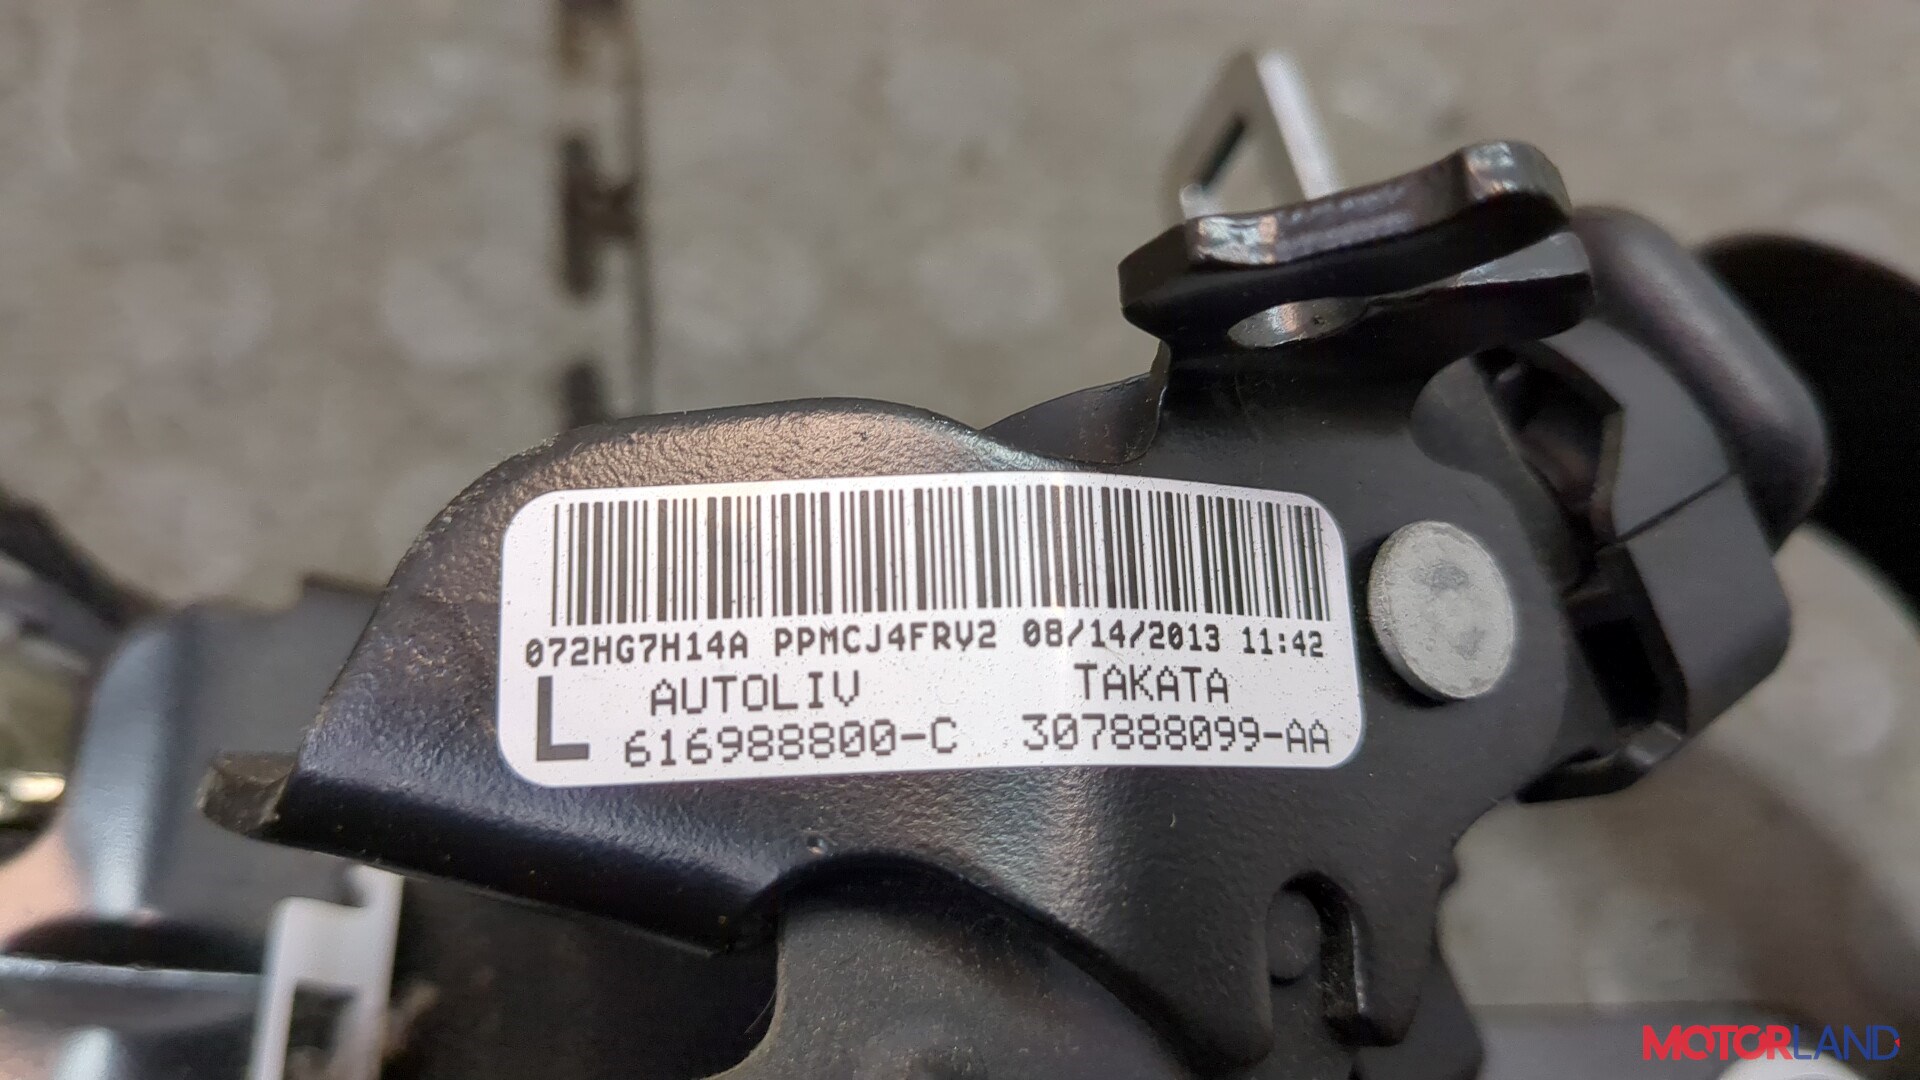 072HG7H14A PPMCJ4FRV2 08/14/2013 11:42
L AUTOLIV TAKATA
616988800-C 307888099-AA
MOTORLAND